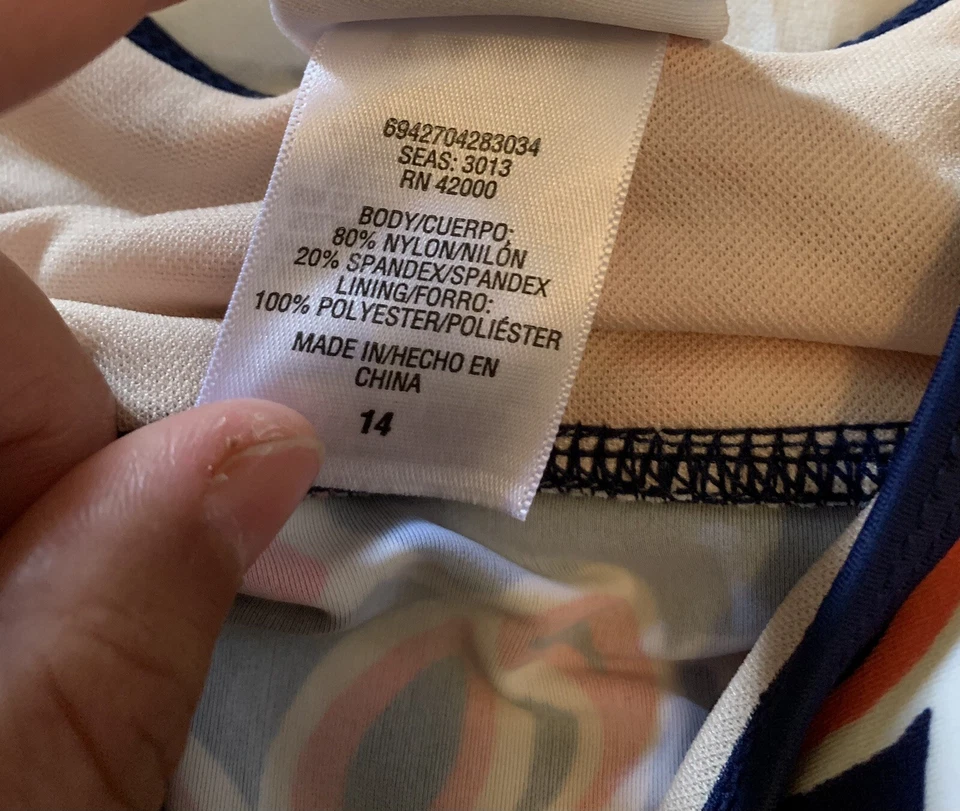 6942704283034
SEAS: 3013
RN 42000
BODY/CUERPO:
80% NYLON/NILÓN
20% SPANDEX/SPANDEX
LINING/FORRO:
100% POLYESTER/POLIÉSTER
MADE IN/HECHO EN
CHINA
14